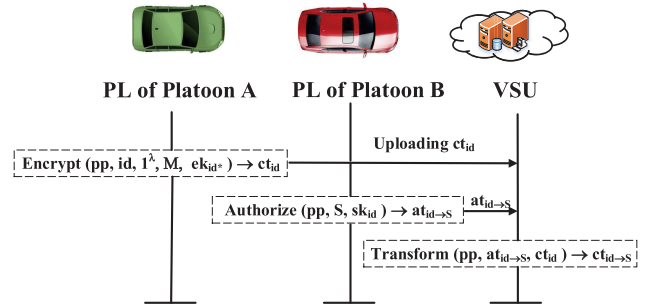 PL of Platoon A
PL of Platoon B
VSU
Uploading ct_id
Encrypt (pp, id, 1^λ, M, ek_id*) → ct_id
at_id→S
Authorize (pp, S, sk_id) → at_id→S
Transform (pp, at_id→S, ct_id) → ct_id→S